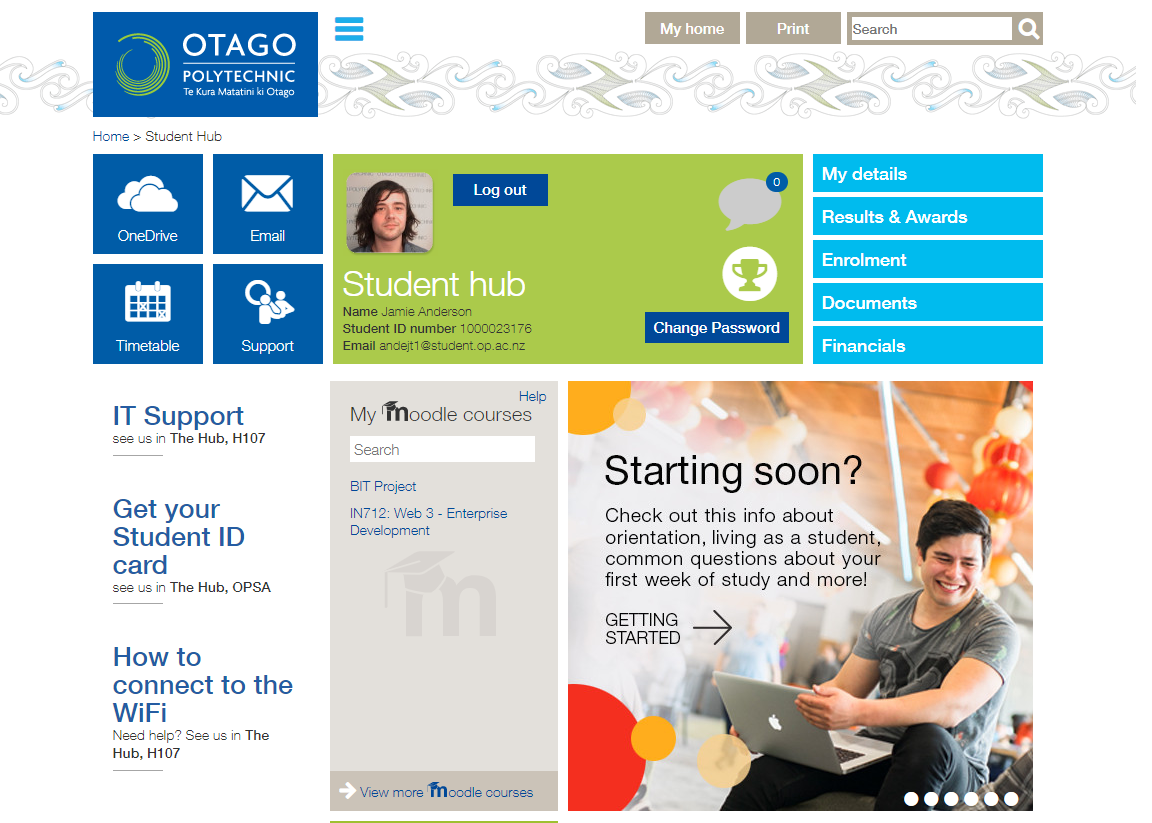 OTAGO
POLYTECHNIC
Te Kura Matatini ki Otago
My home
Print
Search
Home > Student Hub
OneDrive
Email
Timetable
Support
Log out
0
Student hub
Name Jamie Anderson
Student ID number 1000023176
Email andejt1@student.op.ac.nz
Change Password
My details
Results & Awards
Enrolment
Documents
Financials
IT Support
see us in The Hub, H107
Get your
Student ID
card
see us in The Hub, OPSA
How to
connect to the
WiFi
Need help? See us in The
Hub, H107
Help
My moodle courses
Search
BIT Project
IN712: Web 3 - Enterprise
Development
m
View more moodle courses
Starting soon?
Check out this info about
orientation, living as a student,
common questions about your
first week of study and more!
GETTING
STARTED